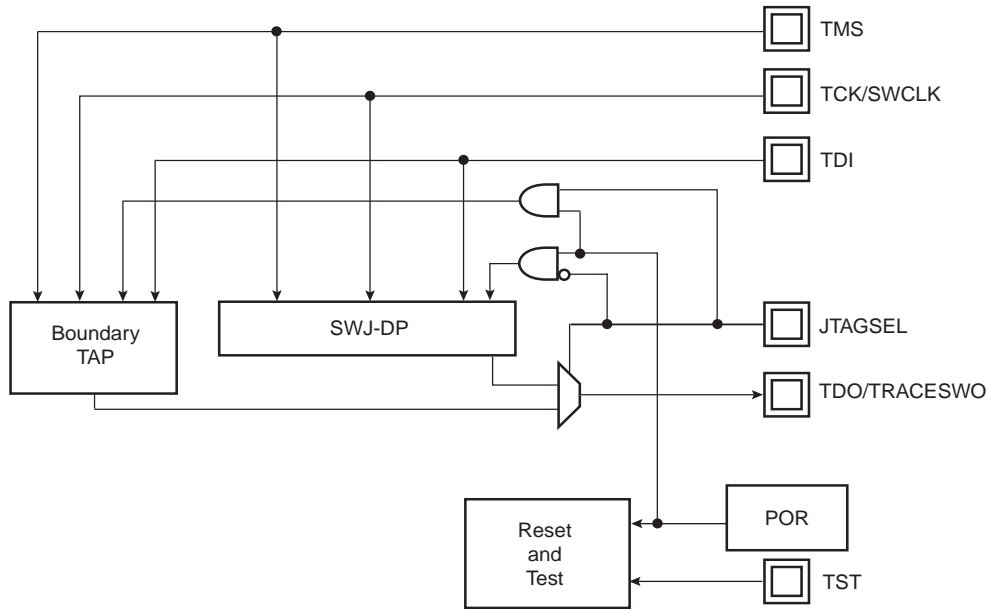 TMS
TCK/SWCLK
TDI
Boundary
TAP
SWJ-DP
JTAGSEL
TDO/TRACESWO
Reset
and
Test
POR
TST